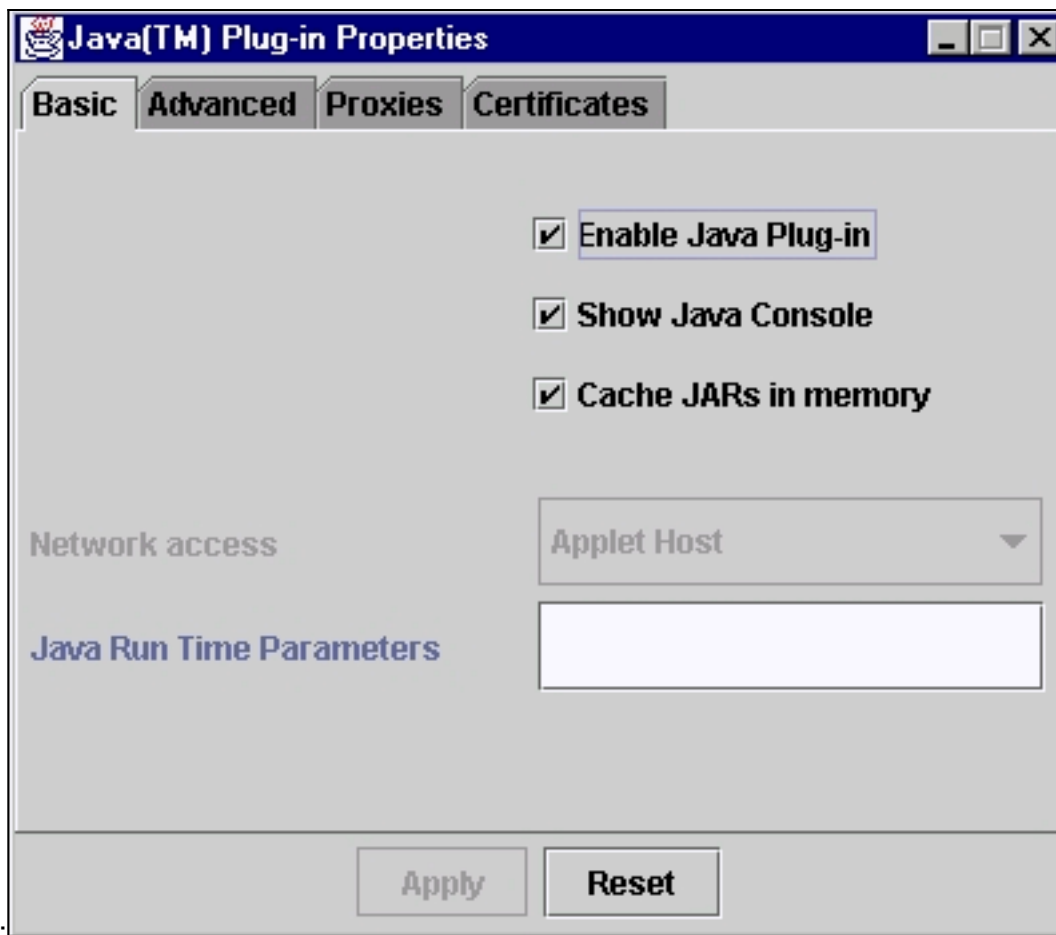 Java(TM) Plug-in Properties
Basic Advanced Proxies Certificates
Enable Java Plug-in
Show Java Console
Cache JARs in memory
Network access Applet Host
Java Run Time Parameters
Apply Reset
.